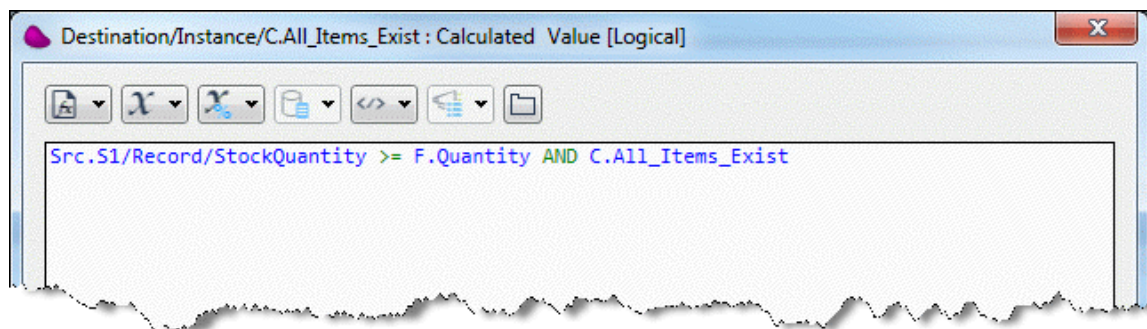 Destination/Instance/C.All_Items_Exist : Calculated Value [Logical]
Src.S1/Record/StockQuantity >= F.Quantity AND C.All_Items_Exist